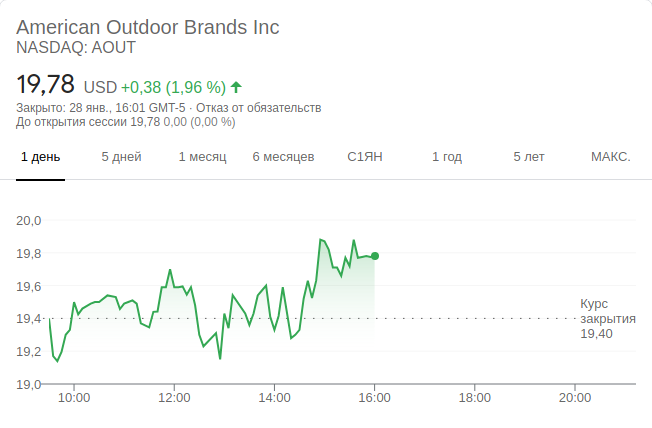 American Outdoor Brands Inc
NASDAQ: AOUT
19,78 USD +0,38 (1,96 %)
Закрыто: 28 янв., 16:01 GMT-5 · Отказ от обязательств
До открытия сессии 19,78 0,00 (0,00 %)
1 день 5 дней 1 месяц 6 месяцев С1ЯН 1 год 5 лет МАКС.
20,0
19,8
19,6
19,4
19,2
19,0
Курс
закрытия
19,40
10:00 12:00 14:00 16:00 18:00 20:00